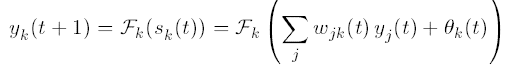 y_k(t + 1) = \mathcal{F}_k(s_k(t)) = \mathcal{F}_k \left( \sum_j w_{jk}(t) \, y_j(t) + \theta_k(t) \right)